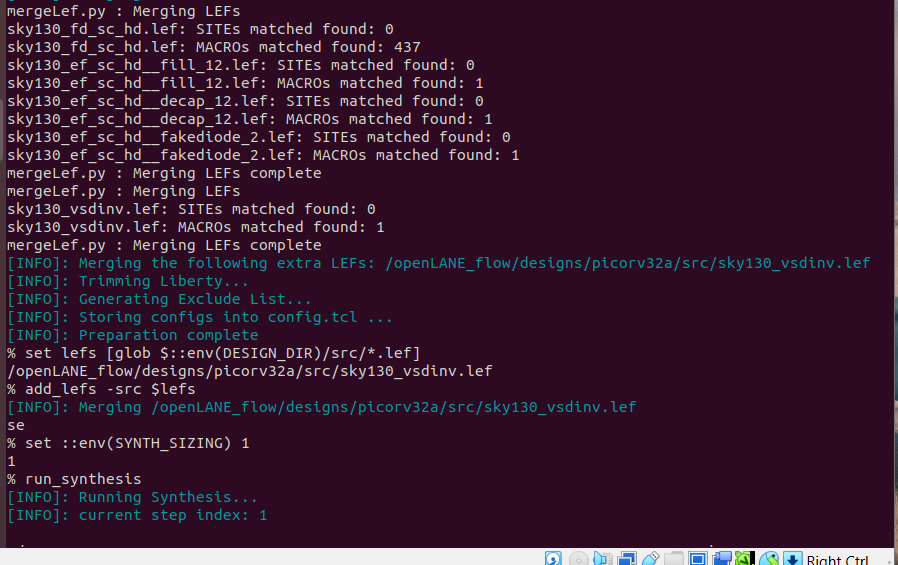 mergeLef.py : Merging LEFs
sky130_fd_sc_hd.lef: SITEs matched found: 0
sky130_fd_sc_hd.lef: MACROs matched found: 437
sky130_ef_sc_hd__fill_12.lef: SITEs matched found: 0
sky130_ef_sc_hd__fill_12.lef: MACROs matched found: 1
sky130_ef_sc_hd__decap_12.lef: SITEs matched found: 0
sky130_ef_sc_hd__decap_12.lef: MACROs matched found: 1
sky130_ef_sc_hd__fakediode_2.lef: SITEs matched found: 0
sky130_ef_sc_hd__fakediode_2.lef: MACROs matched found: 1
mergeLef.py : Merging LEFs complete
mergeLef.py : Merging LEFs
sky130_vsdinv.lef: SITEs matched found: 0
sky130_vsdinv.lef: MACROs matched found: 1
mergeLef.py : Merging LEFs complete
[INFO]: Merging the following extra LEFs: /openLANE_flow/designs/picorv32a/src/sky130_vsdinv.lef
[INFO]: Trimming Liberty...
[INFO]: Generating Exclude List...
[INFO]: Storing configs into config.tcl ...
[INFO]: Preparation complete
% set lefs [glob $::env(DESIGN_DIR)/src/*.lef]
/openLANE_flow/designs/picorv32a/src/sky130_vsdinv.lef
% add_lefs -src $lefs
[INFO]: Merging /openLANE_flow/designs/picorv32a/src/sky130_vsdinv.lef
se
% set ::env(SYNTH_SIZING) 1
1
% run_synthesis
[INFO]: Running Synthesis...
[INFO]: current step index: 1
Right Ctrl